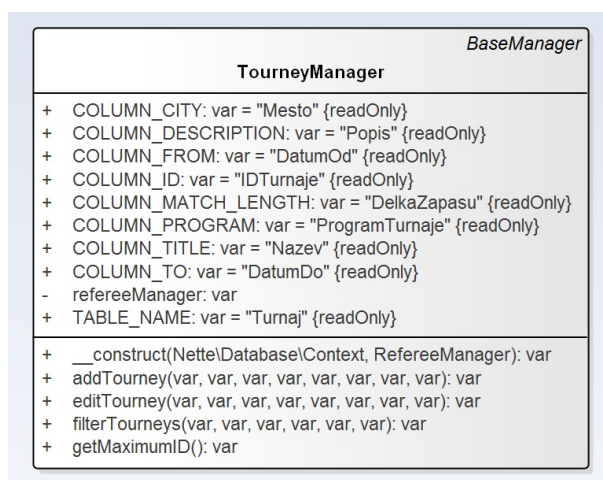 BaseManager
TourneyManager
+ COLUMN_CITY: var = "Mesto" {readOnly}
+ COLUMN_DESCRIPTION: var = "Popis" {readOnly}
+ COLUMN_FROM: var = "DatumOd" {readOnly}
+ COLUMN_ID: var = "IDTurnaje" {readOnly}
+ COLUMN_MATCH_LENGTH: var = "DelkaZapasu" {readOnly}
+ COLUMN_PROGRAM: var = "ProgramTurnaje" {readOnly}
+ COLUMN_TITLE: var = "Nazev" {readOnly}
+ COLUMN_TO: var = "DatumDo" {readOnly}
- refereeManager: var
+ TABLE_NAME: var = "Turnaj" {readOnly}
+ __construct(Nette\Database\Context, RefereeManager): var
+ addTourney(var, var, var, var, var, var, var, var): var
+ editTourney(var, var, var, var, var, var, var, var): var
+ filterTourneys(var, var, var, var, var, var): var
+ getMaximumID(): var